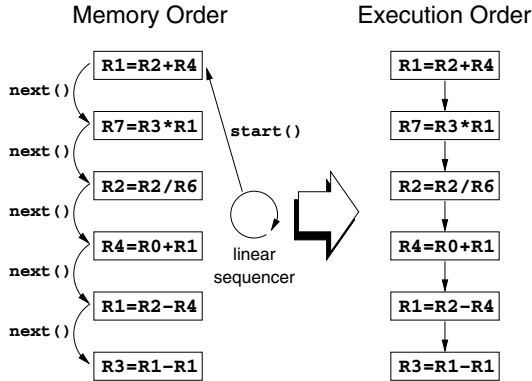 Memory Order
Execution Order
R1=R2+R4
next()
R7=R3*R1
next()
R2=R2/R6
next()
R4=R0+R1
next()
R1=R2-R4
next()
R3=R1-R1
start()
linear
sequencer
R1=R2+R4
R7=R3*R1
R2=R2/R6
R4=R0+R1
R1=R2-R4
R3=R1-R1